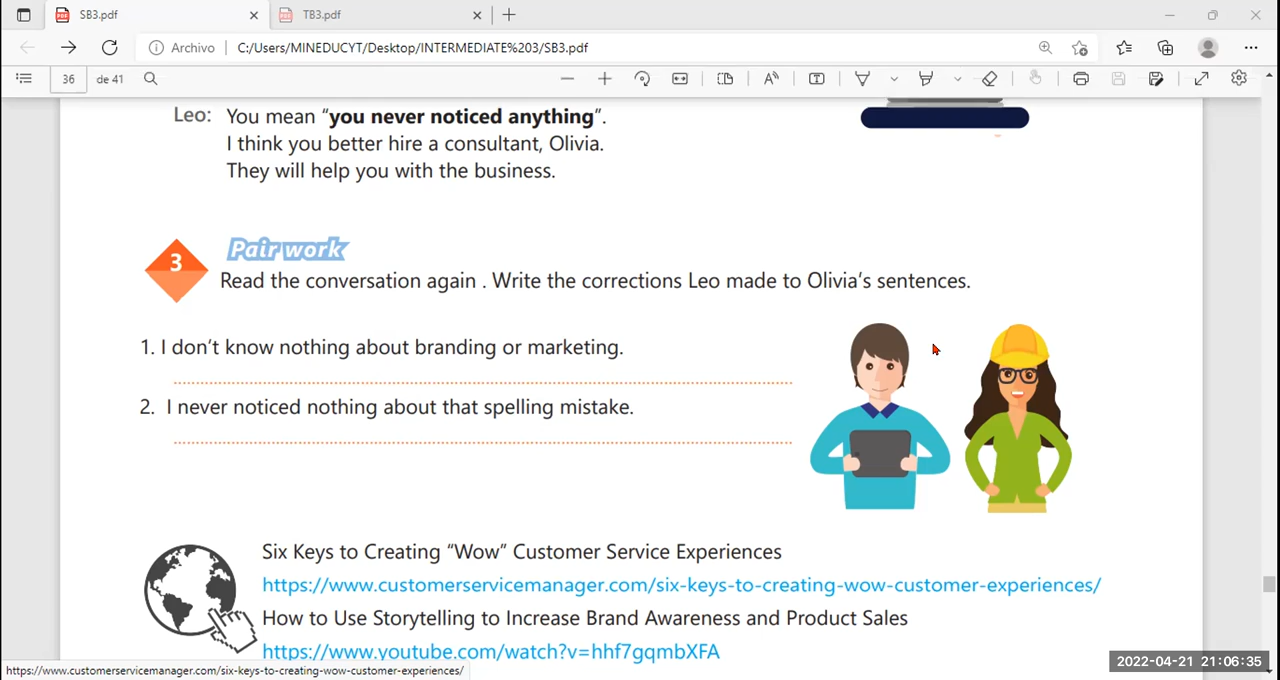 SB3.pdf
TB3.pdf
Archivo
C:/Users/MINEDUCYT/Desktop/INTERMEDIATE%203/SB3.pdf
36 de 41
Leo: You mean “you never noticed anything”.
I think you better hire a consultant, Olivia.
They will help you with the business.
3
Pair work
Read the conversation again . Write the corrections Leo made to Olivia’s sentences.
1. I don’t know nothing about branding or marketing.
2. I never noticed nothing about that spelling mistake.
Six Keys to Creating “Wow” Customer Service Experiences
https://www.customerservicemanager.com/six-keys-to-creating-wow-customer-experiences/
How to Use Storytelling to Increase Brand Awareness and Product Sales
https://www.youtube.com/watch?v=hhf7gqmbXFA
https://www.customerservicemanager.com/six-keys-to-creating-wow-customer-experiences/
2022-04-21 21:06:35